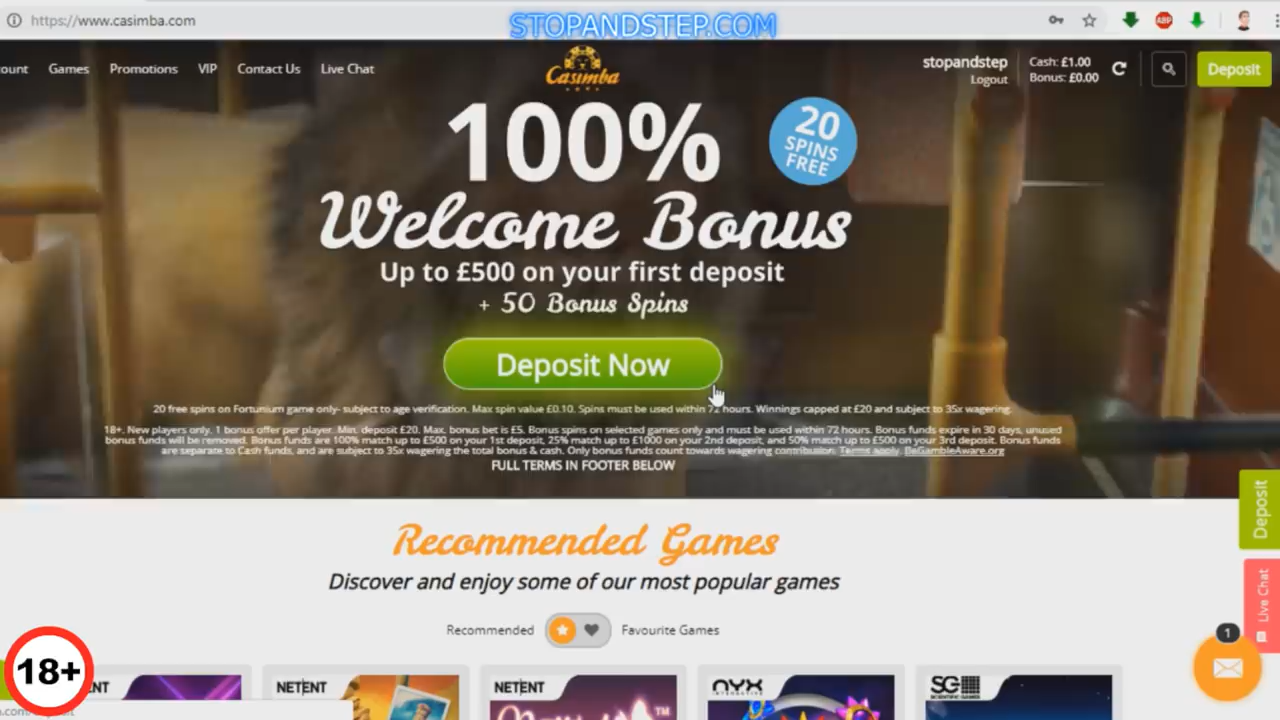 https://www.casimba.com
STOPANDSTEP.COM
ABP
ount Games Promotions VIP Contact Us Live Chat
Casimba
stopandstep
Logout
Cash: £1.00
Bonus: £0.00
Deposit
100%
20
SPINS
FREE
Welcome Bonus
Up to £500 on your first deposit
+ 50 Bonus Spins
Deposit Now
20 free spins on Fortunium game only- subject to age verification. Max spin value £0.10. Spins must be used within 72 hours. Winnings capped at £20 and subject to 35x wagering.
18+. New players only. 1 bonus offer per player. Min. deposit £20. Max. bonus bet is £5. Bonus spins on selected games only and must be used within 72 hours. Bonus funds expire in 30 days, unused
bonus funds will be removed. Bonus funds are 100% match up to £500 on your 1st deposit, 25% match up to £1000 on your 2nd deposit, and 50% match up to £500 on your 3rd deposit. Bonus funds
are separate to Cash funds, and are subject to 35x wagering the total bonus & cash. Only bonus funds count towards wagering contribution. Terms apply. BeGambleAware.org
FULL TERMS IN FOOTER BELOW
Deposit
Recommended Games
Discover and enjoy some of our most popular games
Live Chat
Recommended Favourite Games
1
18+
ENT
NETENT
NETENT
NYX
INTERACTIVE
SG
SCIENTIFIC GAMES